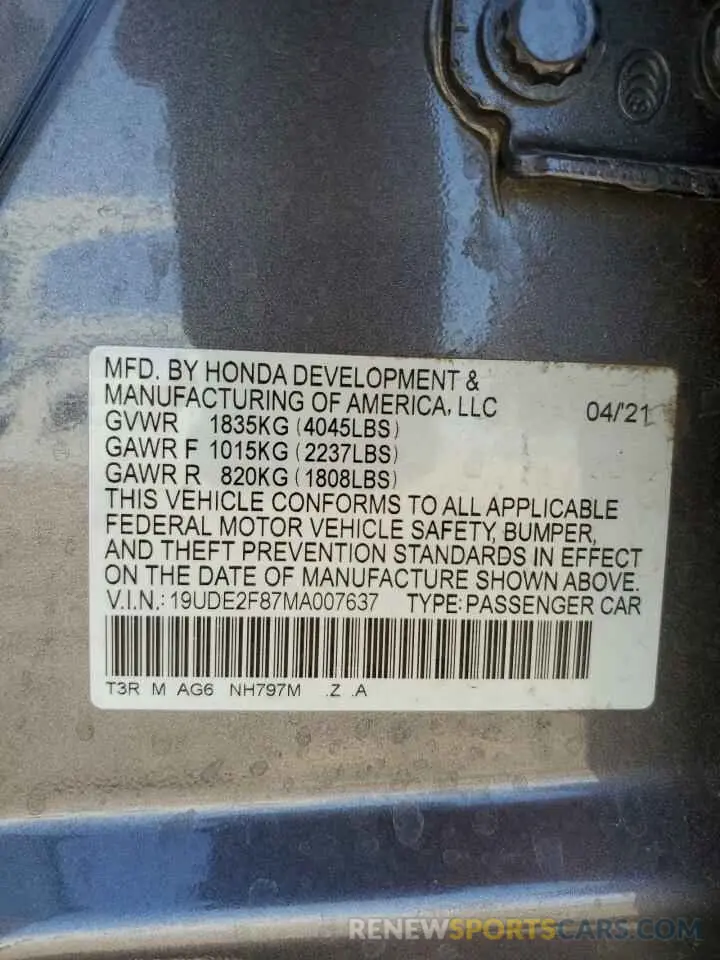 MFD. BY HONDA DEVELOPMENT &
MANUFACTURING OF AMERICA, LLC 04/'21
GVWR 1835KG (4045LBS)
GAWR F 1015KG (2237LBS)
GAWR R 820KG (1808LBS)
THIS VEHICLE CONFORMS TO ALL APPLICABLE
FEDERAL MOTOR VEHICLE SAFETY, BUMPER,
AND THEFT PREVENTION STANDARDS IN EFFECT
ON THE DATE OF MANUFACTURE SHOWN ABOVE.
V.I.N.: 19UDE2F87MA007637 TYPE: PASSENGER CAR
T3R M AG6 NH797M .Z .A
RENEWSPORTSCARS.COM